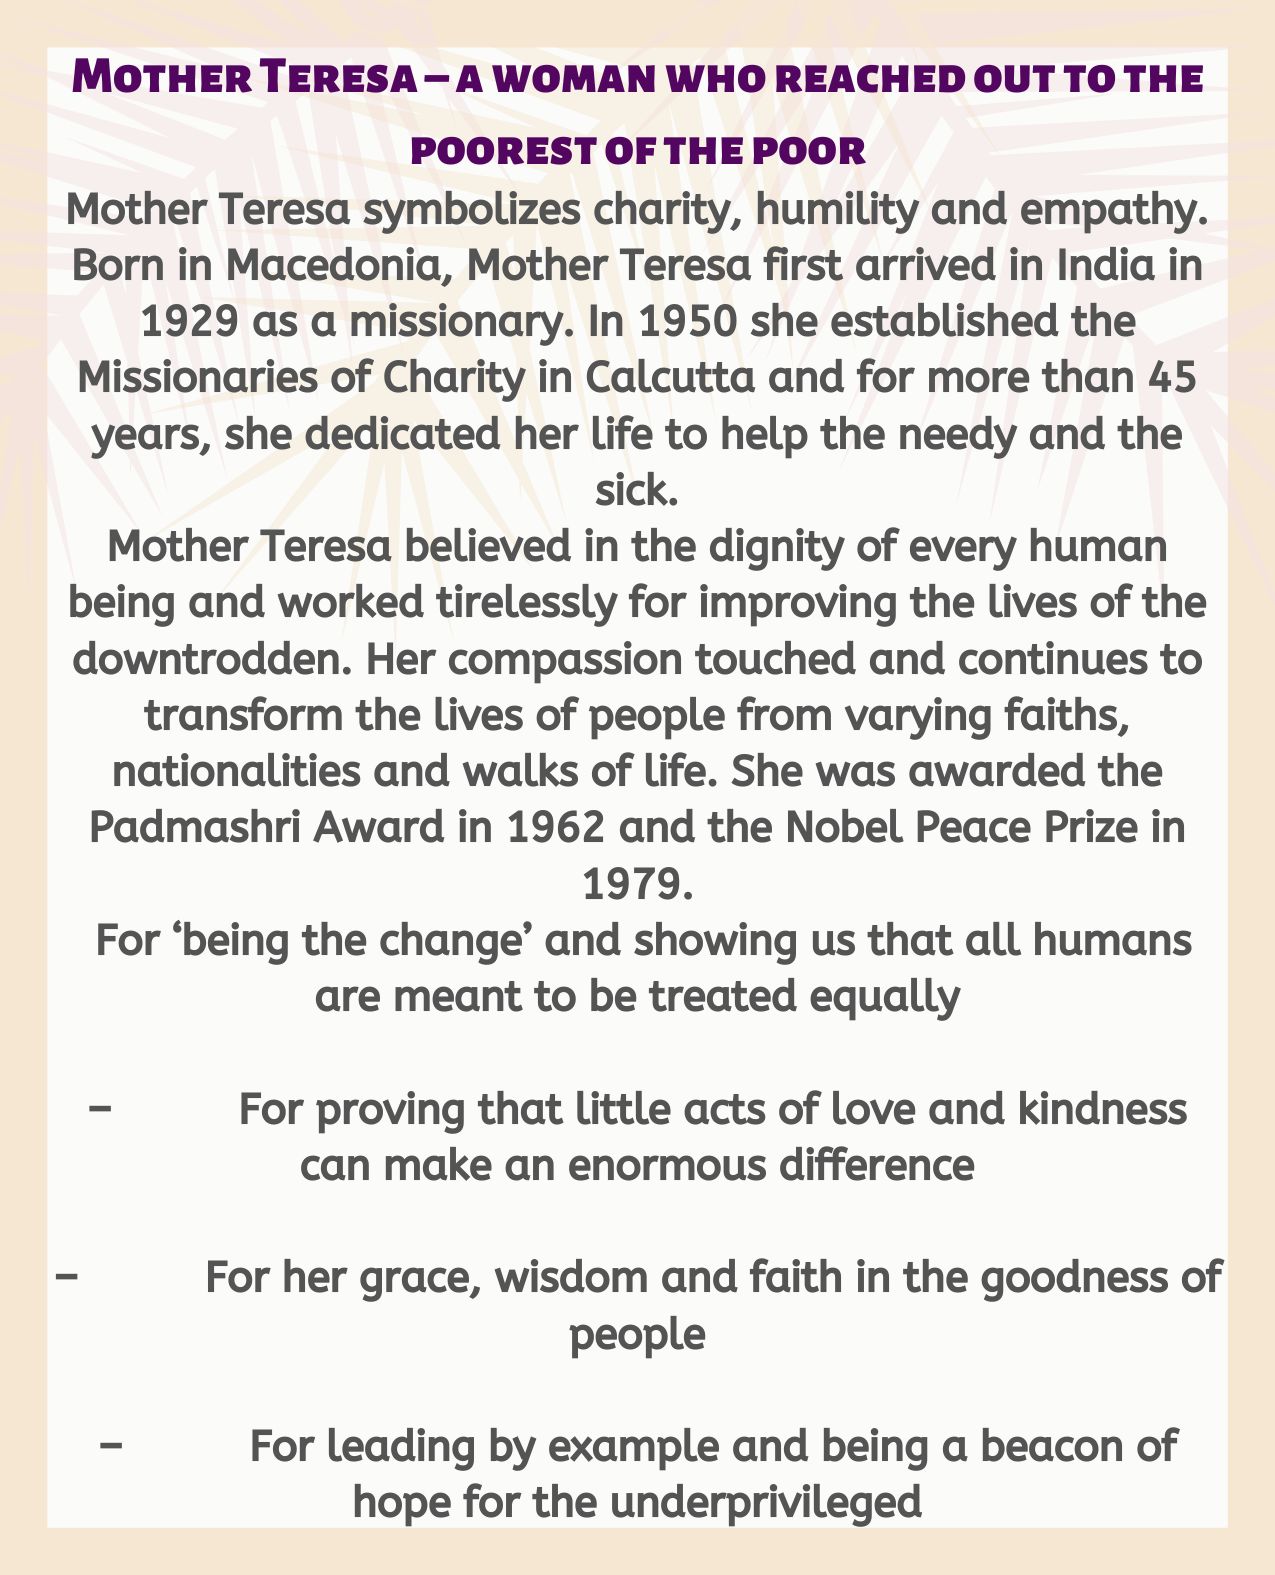 Mother Teresa – a woman who reached out to the
poorest of the poor
Mother Teresa symbolizes charity, humility and empathy.
Born in Macedonia, Mother Teresa first arrived in India in
1929 as a missionary. In 1950 she established the
Missionaries of Charity in Calcutta and for more than 45
years, she dedicated her life to help the needy and the
sick.
Mother Teresa believed in the dignity of every human
being and worked tirelessly for improving the lives of the
downtrodden. Her compassion touched and continues to
transform the lives of people from varying faiths,
nationalities and walks of life. She was awarded the
Padmashri Award in 1962 and the Nobel Peace Prize in
1979.
For ‘being the change’ and showing us that all humans
are meant to be treated equally
– For proving that little acts of love and kindness
can make an enormous difference
– For her grace, wisdom and faith in the goodness of
people
– For leading by example and being a beacon of
hope for the underprivileged